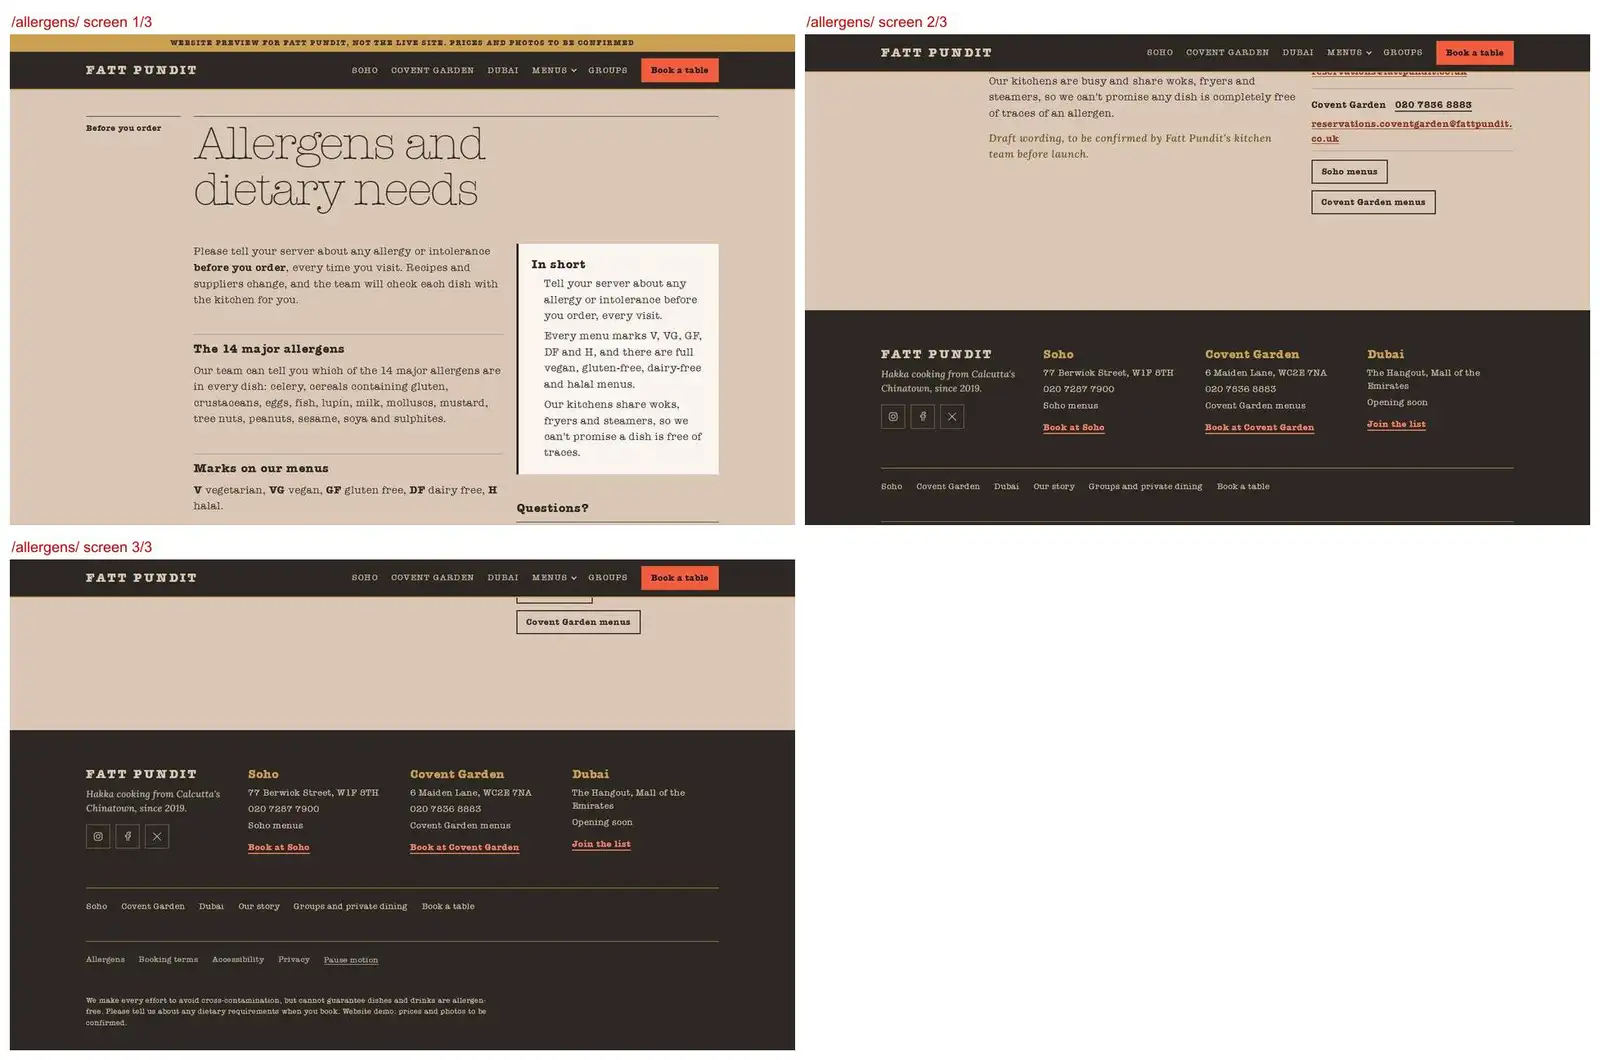 /allergens/ screen 1/3
WEBSITE PREVIEW FOR FATT PUNDIT, NOT THE LIVE SITE. PRICES AND PHOTOS TO BE CONFIRMED
FATT PUNDIT
SOHO COVENT GARDEN DUBAI MENUS GROUPS Book a table
Before you order
Allergens and
dietary needs
Please tell your server about any allergy or intolerance
before you order, every time you visit. Recipes and
suppliers change, and the team will check each dish with
the kitchen for you.
The 14 major allergens
Our team can tell you which of the 14 major allergens are
in every dish: celery, cereals containing gluten,
crustaceans, eggs, fish, lupin, milk, molluscs, mustard,
tree nuts, peanuts, sesame, soya and sulphites.
Marks on our menus
V vegetarian, VG vegan, GF gluten free, DF dairy free, H
halal.
In short
Tell your server about any
allergy or intolerance before
you order, every visit.
Every menu marks V, VG, GF,
DF and H, and there are full
vegan, gluten-free, dairy-free
and halal menus.
Our kitchens share woks,
fryers and steamers, so we
can't promise a dish is free of
traces.
Questions?
/allergens/ screen 2/3
FATT PUNDIT
SOHO COVENT GARDEN DUBAI MENUS GROUPS Book a table
Our kitchens are busy and share woks, fryers and
steamers, so we can't promise any dish is completely free
of traces of an allergen.
Draft wording, to be confirmed by Fatt Pundit's kitchen
team before launch.
reservations@fattpundit.co.uk
Covent Garden 020 7836 8883
reservations.coventgarden@fattpundit.
co.uk
Soho menus
Covent Garden menus
FATT PUNDIT
Hakka cooking from Calcutta's
Chinatown, since 2019.
Soho
77 Berwick Street, W1F 8TH
020 7287 7900
Soho menus
Book at Soho
Covent Garden
6 Maiden Lane, WC2E 7NA
020 7836 8883
Covent Garden menus
Book at Covent Garden
Dubai
The Hangout, Mall of the
Emirates
Opening soon
Join the list
Soho Covent Garden Dubai Our story Groups and private dining Book a table
/allergens/ screen 3/3
FATT PUNDIT
SOHO COVENT GARDEN DUBAI MENUS GROUPS Book a table
Covent Garden menus
FATT PUNDIT
Hakka cooking from Calcutta's
Chinatown, since 2019.
Soho
77 Berwick Street, W1F 8TH
020 7287 7900
Soho menus
Book at Soho
Covent Garden
6 Maiden Lane, WC2E 7NA
020 7836 8883
Covent Garden menus
Book at Covent Garden
Dubai
The Hangout, Mall of the
Emirates
Opening soon
Join the list
Soho Covent Garden Dubai Our story Groups and private dining Book a table
Allergens Booking terms Accessibility Privacy Pause motion
We make every effort to avoid cross-contamination, but cannot guarantee dishes and drinks are allergen-
free. Please tell us about any dietary requirements when you book. Website demo: prices and photos to be
confirmed.